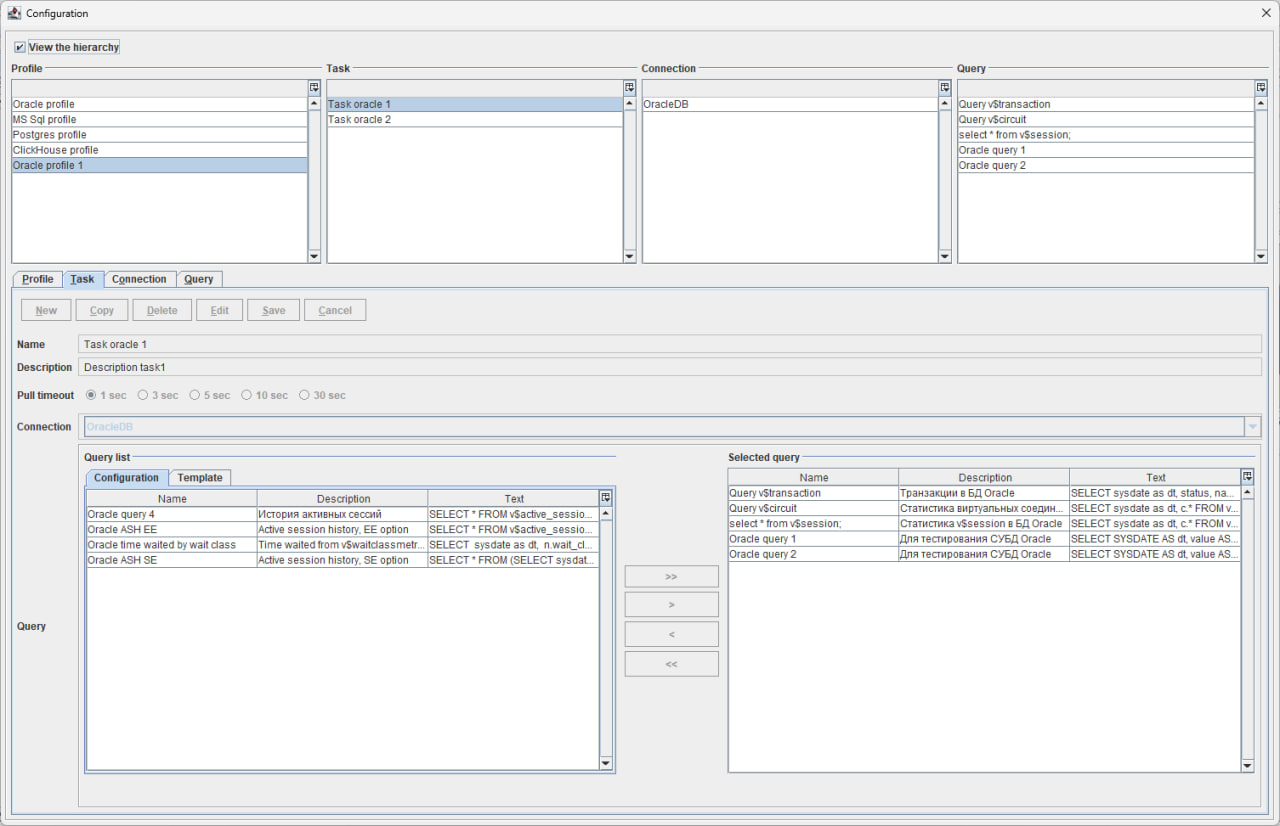 Configuration
View the hierarchy
Profile Task Connection Query
Oracle profile Task oracle 1 OracleDB Query v$transaction
MS Sql profile Task oracle 2 Query v$circuit
Postgres profile select * from v$session;
ClickHouse profile Oracle query 1
Oracle profile 1 Oracle query 2
Profile Task Connection Query
New Copy Delete Edit Save Cancel
Name Task oracle 1
Description Description task1
Pull timeout 1 sec 3 sec 5 sec 10 sec 30 sec
Connection OracleDB
Query list
Configuration Template
Name Description Text
Oracle query 4 История активных сессий SELECT * FROM v$active_sessio...
Oracle ASH EE Active session history, EE option SELECT * FROM v$active_sessio...
Oracle time waited by wait class Time waited from v$waitclassmetr... SELECT sysdate as dt, n.wait_cl...
Oracle ASH SE Active session history, SE option SELECT * FROM (SELECT sysdat...
Query
>>
>
<
<<
Selected query
Name Description Text
Query v$transaction Транзакции в БД Oracle SELECT sysdate as dt, status, na...
Query v$circuit Статистика виртуальных соедин... SELECT sysdate as dt, c.* FROM v...
select * from v$session; Статистика v$session в БД Oracle SELECT sysdate as dt, c.* FROM v...
Oracle query 1 Для тестирования СУБД Oracle SELECT SYSDATE AS dt, value AS...
Oracle query 2 Для тестирования СУБД Oracle SELECT SYSDATE AS dt, value AS...